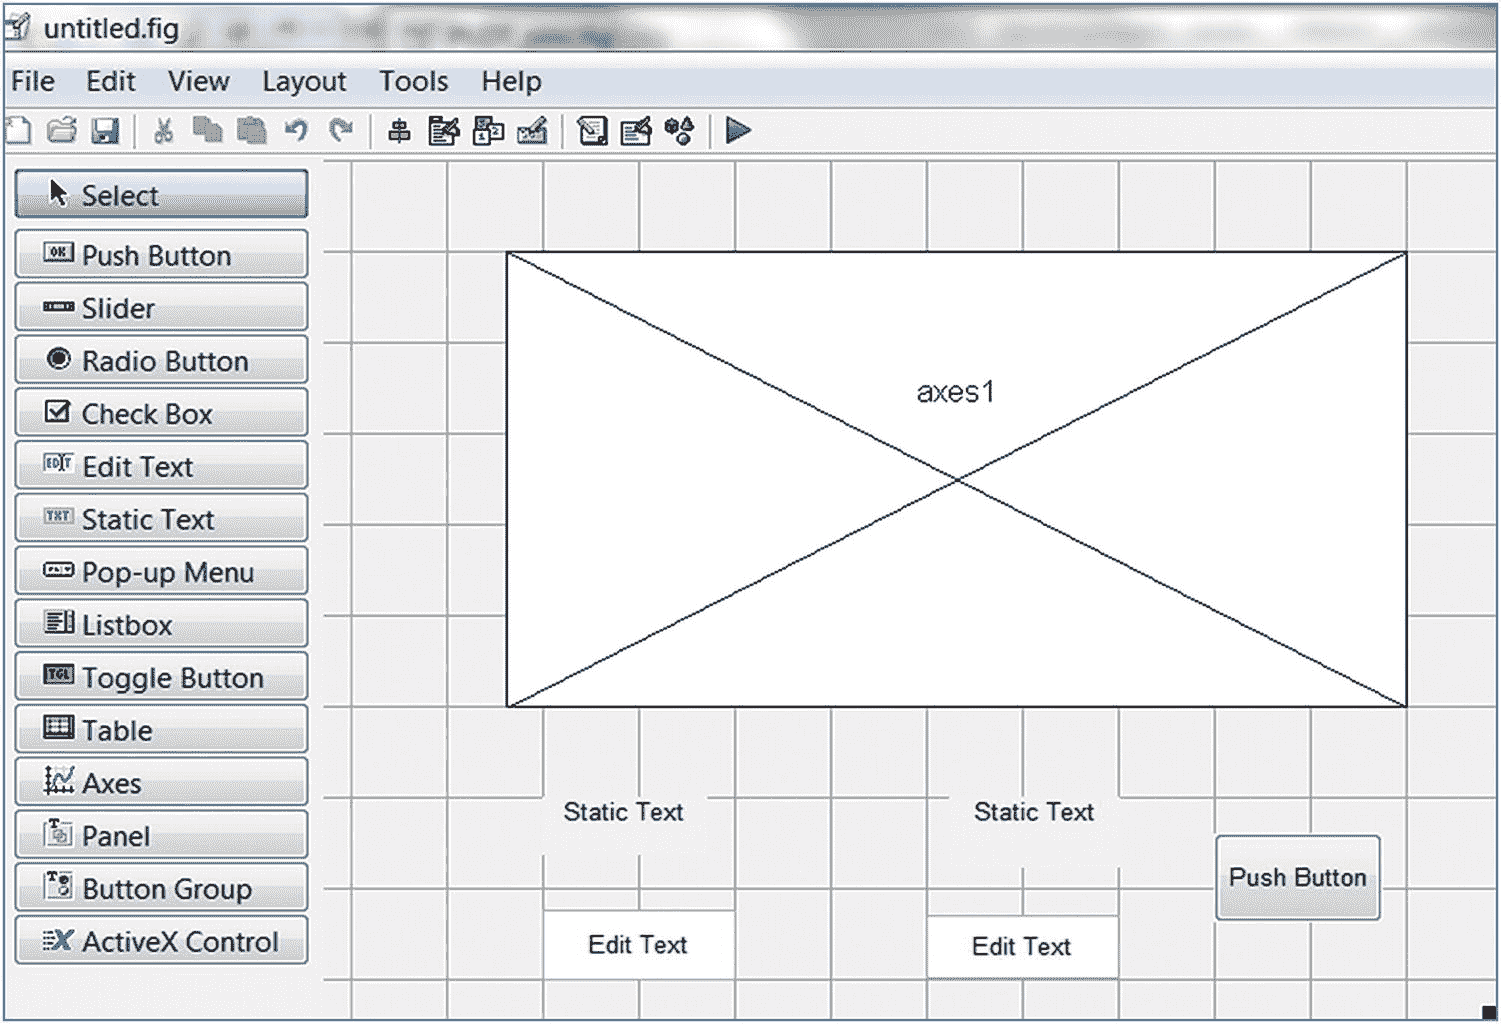 untitled.fig
File Edit View Layout Tools Help
Select
Push Button
Slider
Radio Button
Check Box
Edit Text
Static Text
Pop-up Menu
Listbox
Toggle Button
Table
Axes
Panel
Button Group
ActiveX Control
axes1
Static Text Static Text
Push Button
Edit Text Edit Text